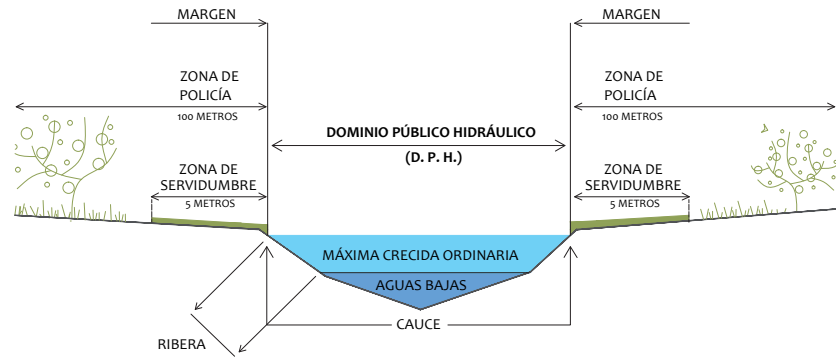 MARGEN
MARGEN
ZONA DE
POLICÍA
100 METROS
ZONA DE
POLICÍA
100 METROS
DOMINIO PÚBLICO HIDRÁULICO
(D. P. H.)
ZONA DE
SERVIDUMBRE
5 METROS
ZONA DE
SERVIDUMBRE
5 METROS
MÁXIMA CRECIDA ORDINARIA
AGUAS BAJAS
CAUCE
RIBERA